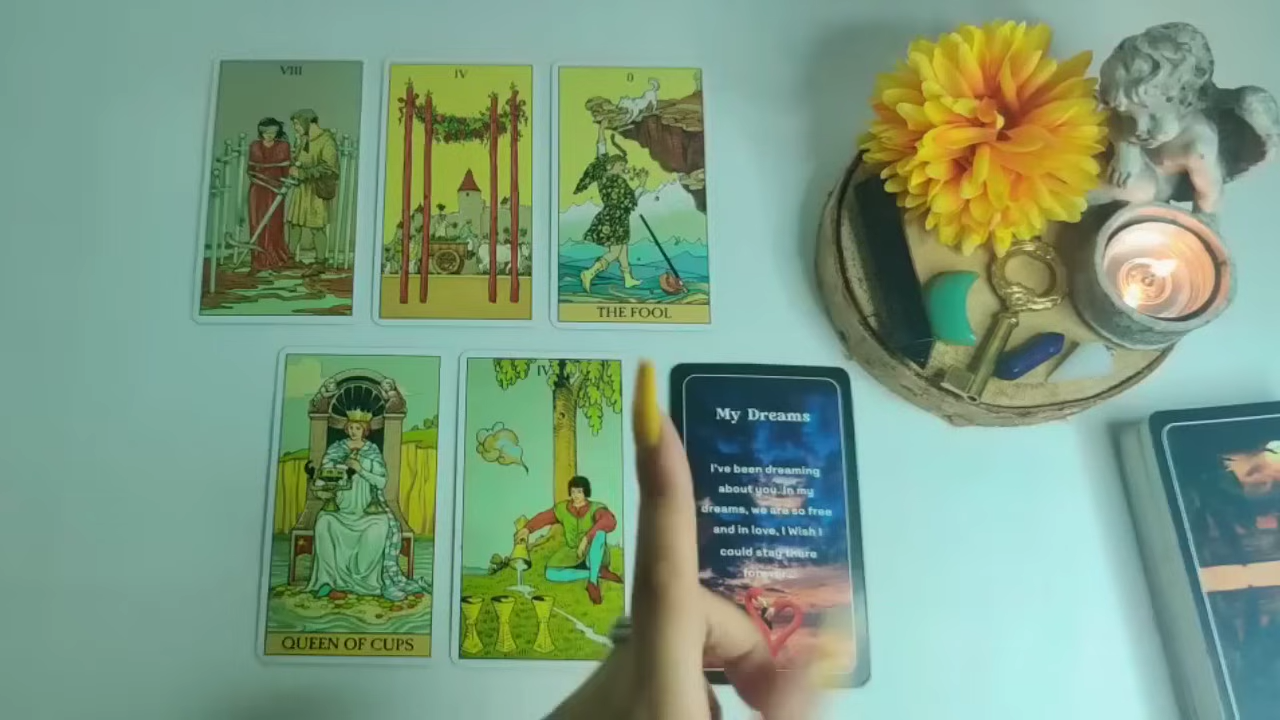 VIII
IV
0
THE FOOL
QUEEN OF CUPS
IV
My Dreams
I've been dreaming
about you. In my
dreams, we are so free
and in love, I Wish I
could stay there
forever...